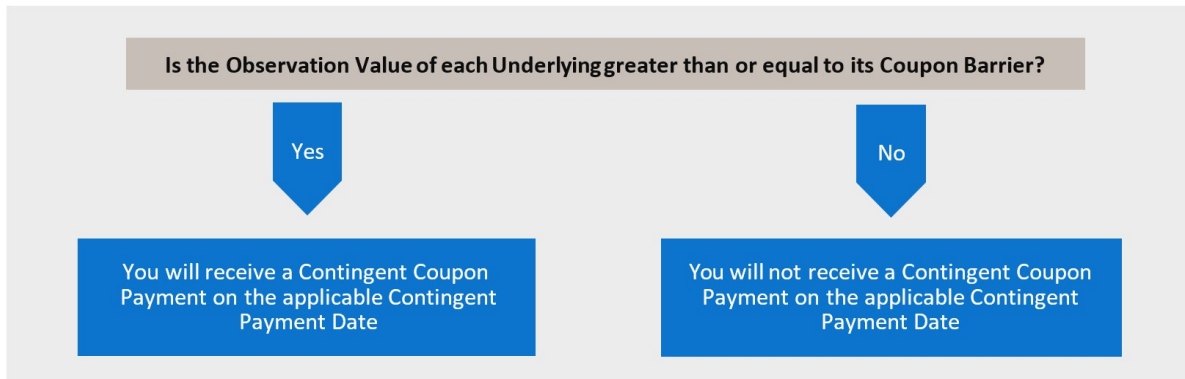 Is the Observation Value of each Underlying greater than or equal to its Coupon Barrier?
Yes
No
You will receive a Contingent Coupon
Payment on the applicable Contingent
Payment Date
You will not receive a Contingent Coupon
Payment on the applicable Contingent
Payment Date